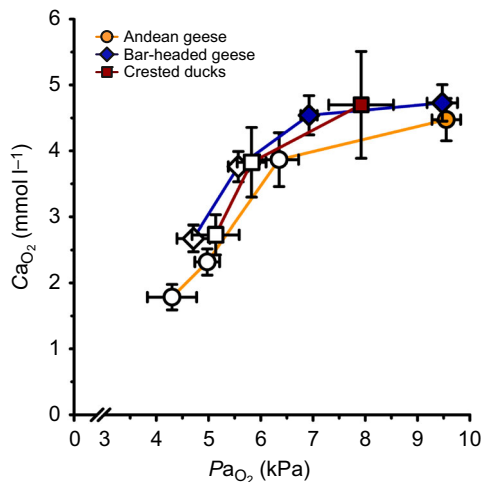 6
Andean geese
Bar-headed geese
Crested ducks
5
4
3
2
1
0
CaO₂ (mmol l⁻¹)
0 3 4 5 6 7 8 9 10
PaO₂ (kPa)